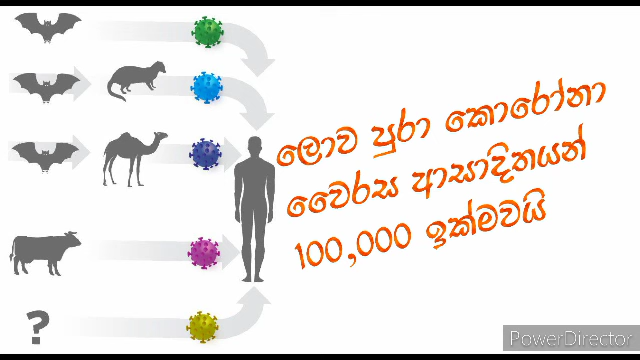 ලොව පුරා කොරෝනා
වෛරස ආසාදිතයන්
100,000 ඉක්මවයි
?
PowerDirector